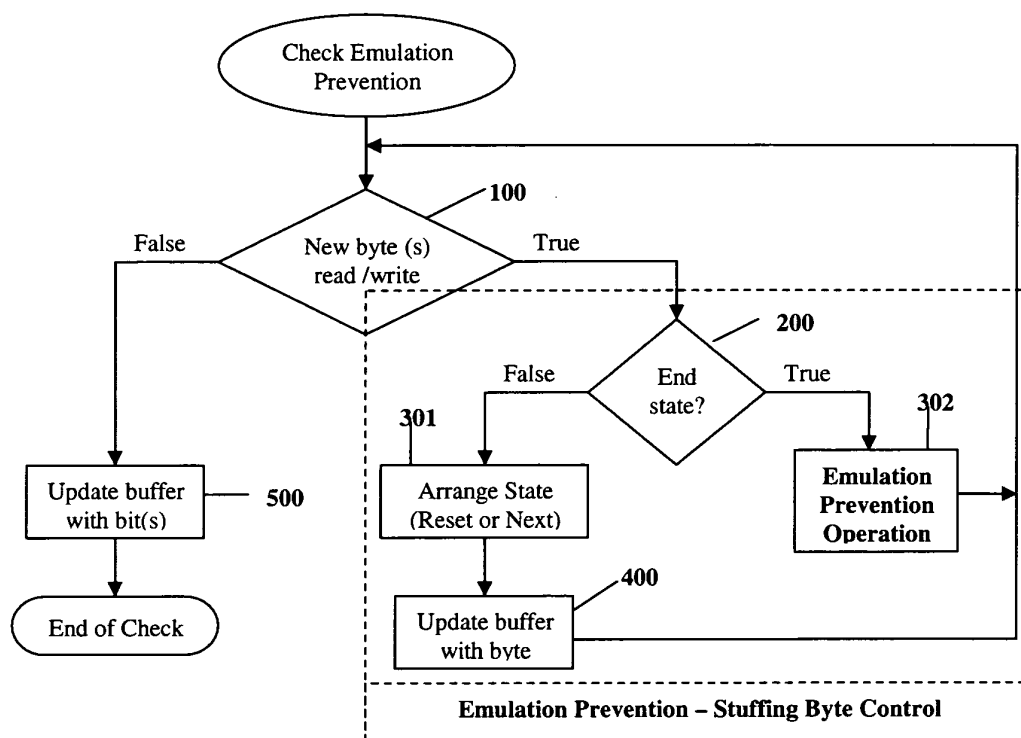 Check Emulation
Prevention
100
False
New byte (s)
read /write
True
200
False
End
state?
True
301
302
Update buffer
with bit(s)
500
Arrange State
(Reset or Next)
Emulation
Prevention
Operation
400
End of Check
Update buffer
with byte
Emulation Prevention – Stuffing Byte Control